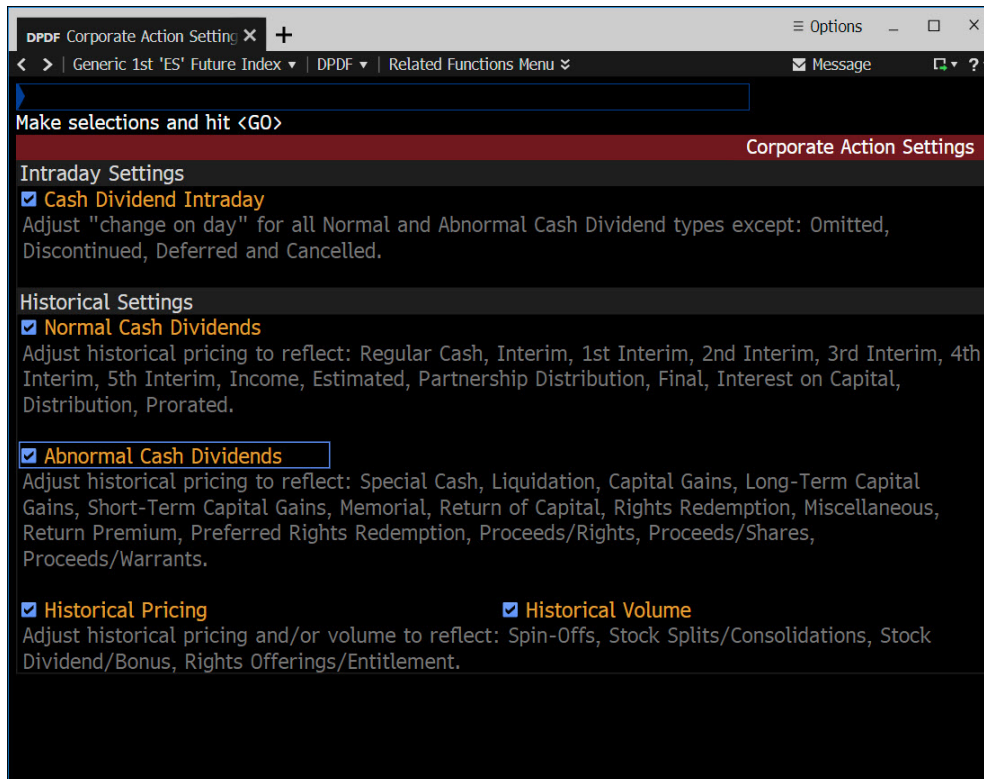 DPDF Corporate Action Setting
Options
Generic 1st 'ES' Future Index
DPDF
Related Functions Menu
Message
?
Make selections and hit <GO>
Corporate Action Settings
Intraday Settings
Cash Dividend Intraday
Adjust "change on day" for all Normal and Abnormal Cash Dividend types except: Omitted,
Discontinued, Deferred and Cancelled.
Historical Settings
Normal Cash Dividends
Adjust historical pricing to reflect: Regular Cash, Interim, 1st Interim, 2nd Interim, 3rd Interim, 4th
Interim, 5th Interim, Income, Estimated, Partnership Distribution, Final, Interest on Capital,
Distribution, Prorated.
Abnormal Cash Dividends
Adjust historical pricing to reflect: Special Cash, Liquidation, Capital Gains, Long-Term Capital
Gains, Short-Term Capital Gains, Memorial, Return of Capital, Rights Redemption, Miscellaneous,
Return Premium, Preferred Rights Redemption, Proceeds/Rights, Proceeds/Shares,
Proceeds/Warrants.
Historical Pricing
Historical Volume
Adjust historical pricing and/or volume to reflect: Spin-Offs, Stock Splits/Consolidations, Stock
Dividend/Bonus, Rights Offerings/Entitlement.